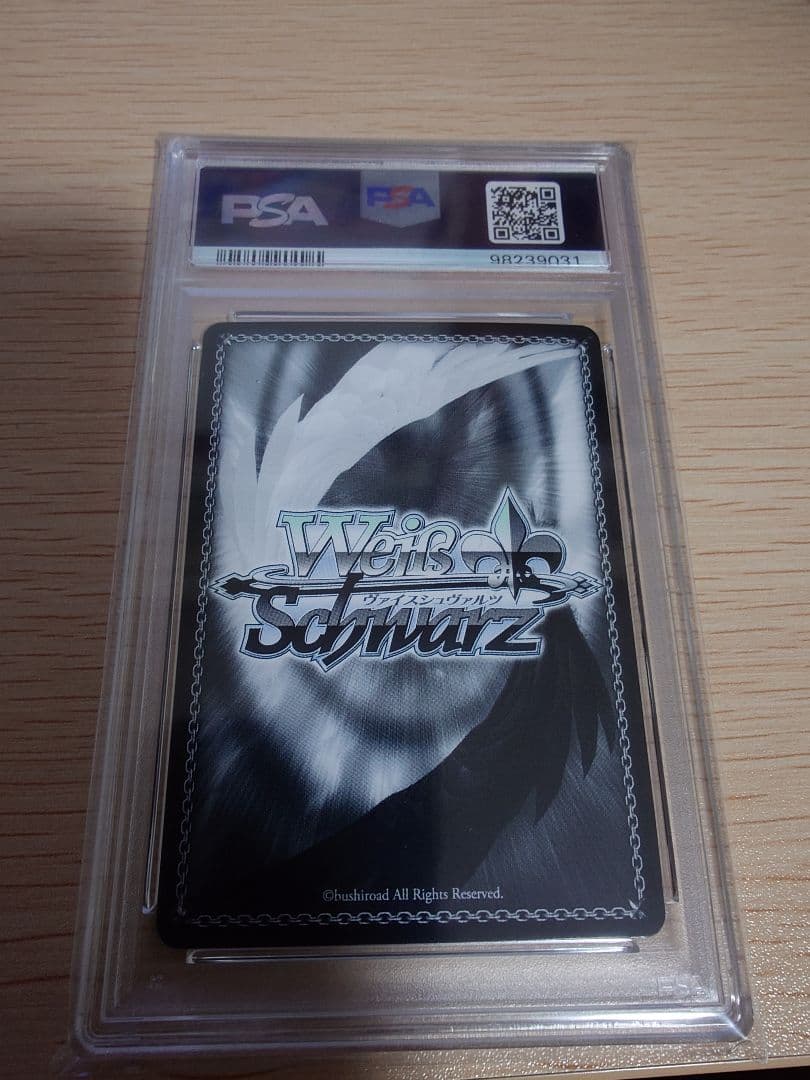 PSA PSA
98239031
Weiß
ヴァイスシュヴァルツ
Schwarz
©bushiroad All Rights Reserved.
PSA